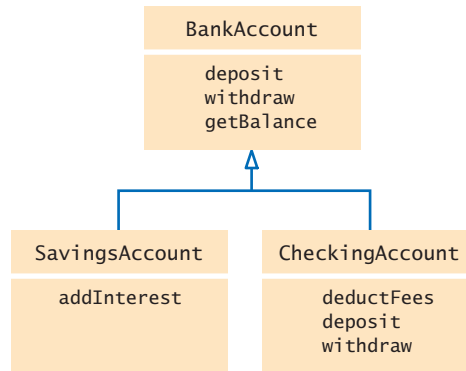 BankAccount
deposit
withdraw
getBalance
SavingsAccount
addInterest
CheckingAccount
deductFees
deposit
withdraw